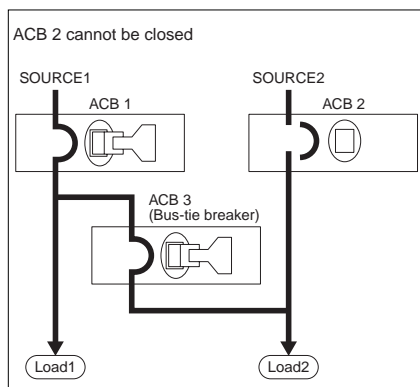 ACB 2 cannot be closed
SOURCE1
SOURCE2
ACB 1
ACB 2
ACB 3
(Bus-tie breaker)
Load1
Load2